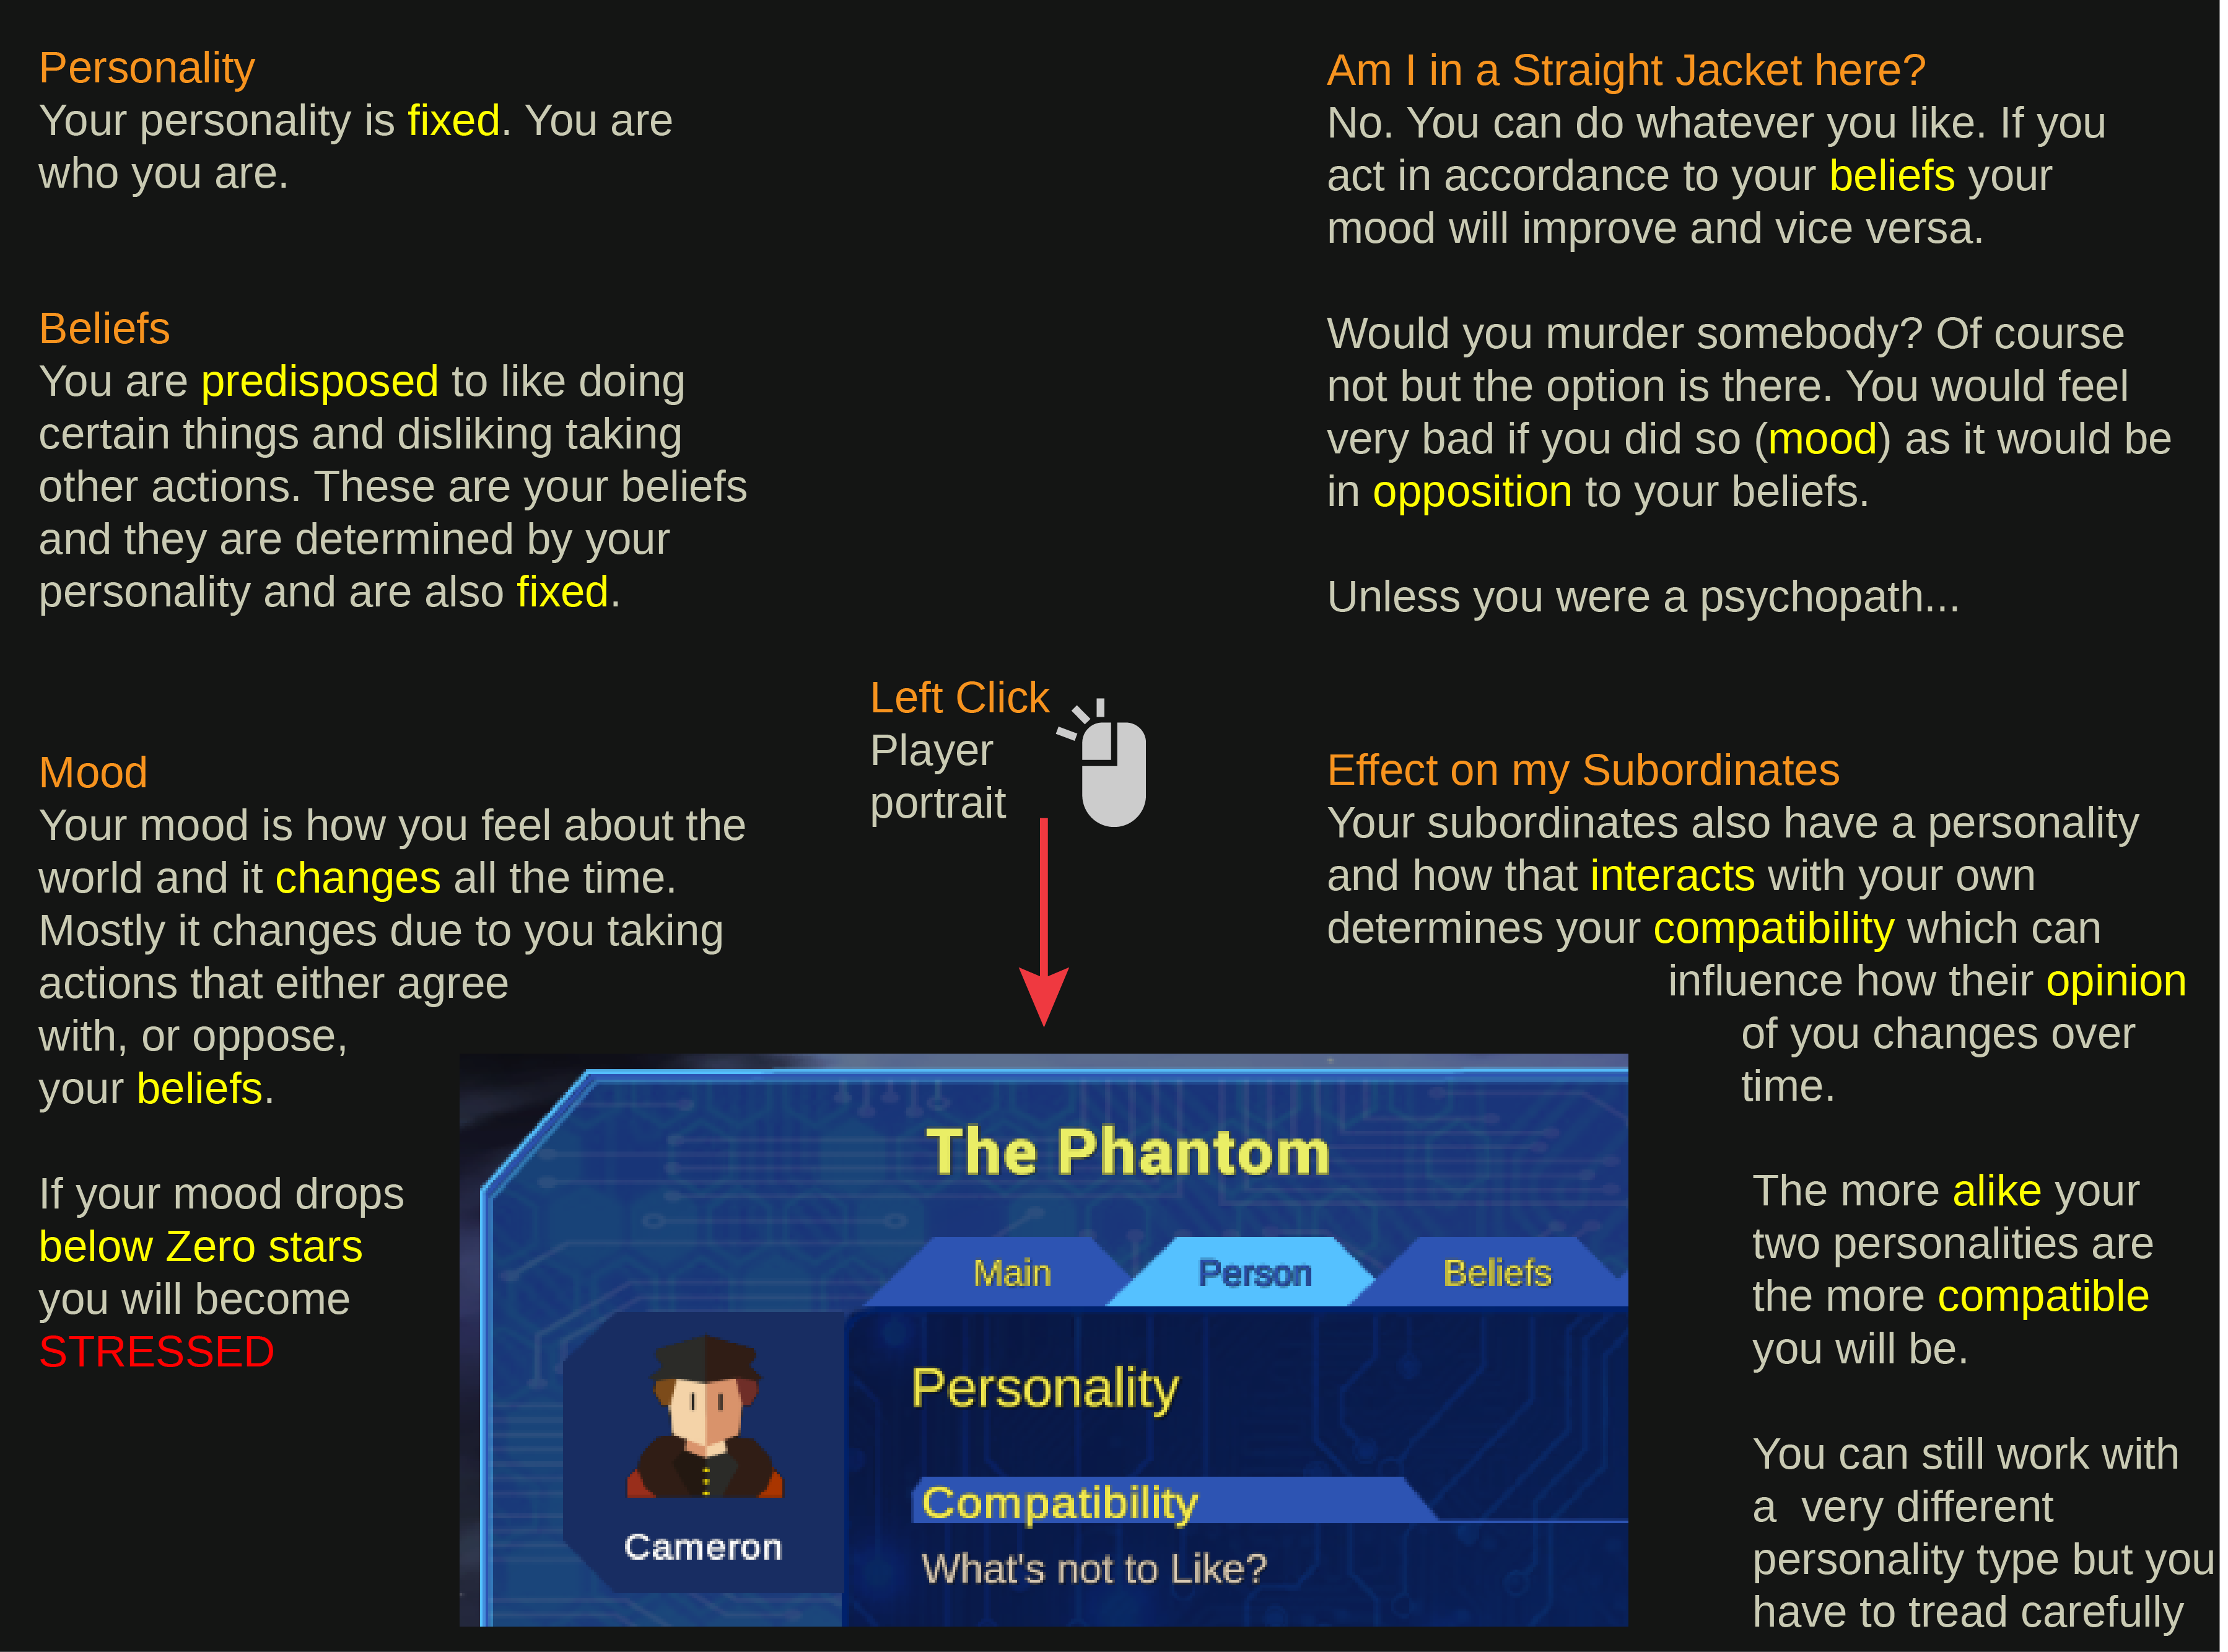 Personality
Your personality is fixed. You are
who you are.
Beliefs
You are predisposed to like doing
certain things and disliking taking
other actions. These are your beliefs
and they are determined by your
personality and are also fixed.
Mood
Your mood is how you feel about the
world and it changes all the time.
Mostly it changes due to you taking
actions that either agree
with, or oppose,
your beliefs.
If your mood drops
below Zero stars
you will become
STRESSED
Left Click
Player
portrait
The Phantom
Main
Person
Beliefs
Personality
Compatibility
What's not to Like?
Cameron
Am I in a Straight Jacket here?
No. You can do whatever you like. If you
act in accordance to your beliefs your
mood will improve and vice versa.
Would you murder somebody? Of course
not but the option is there. You would feel
very bad if you did so (mood) as it would be
in opposition to your beliefs.
Unless you were a psychopath...
Effect on my Subordinates
Your subordinates also have a personality
and how that interacts with your own
determines your compatibility which can
influence how their opinion
of you changes over
time.
The more alike your
two personalities are
the more compatible
you will be.
You can still work with
a  very different
personality type but you
have to tread carefully